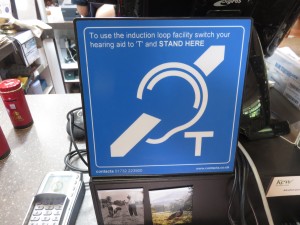 To use the induction loop facility switch your
hearing aid to 'T' and STAND HERE
T